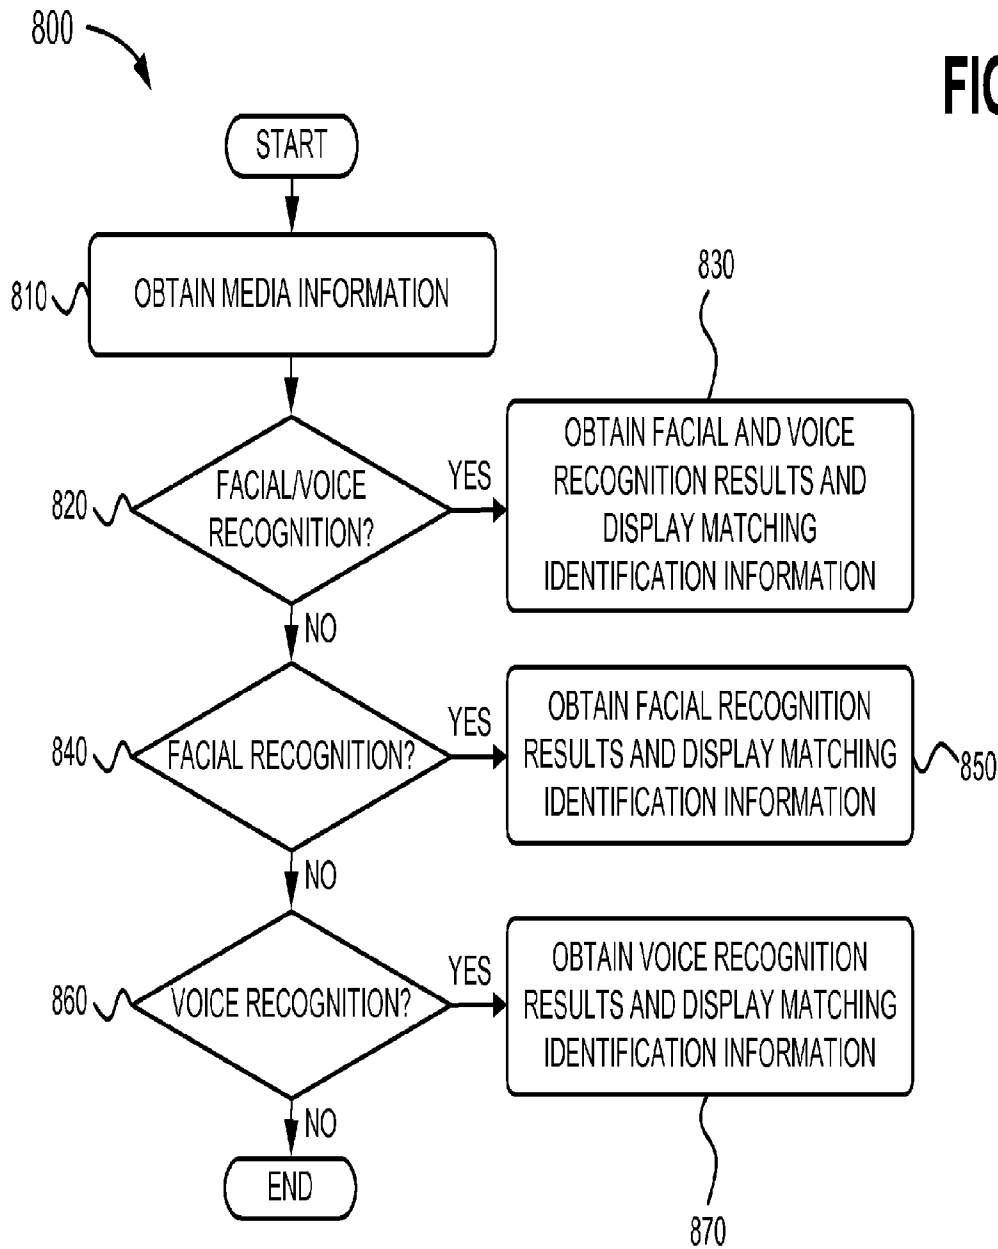 800
FIG
START
810
OBTAIN MEDIA INFORMATION
830
820
FACIAL/VOICE
RECOGNITION?
YES
OBTAIN FACIAL AND VOICE
RECOGNITION RESULTS AND
DISPLAY MATCHING
IDENTIFICATION INFORMATION
NO
840
FACIAL RECOGNITION?
YES
OBTAIN FACIAL RECOGNITION
RESULTS AND DISPLAY MATCHING
IDENTIFICATION INFORMATION
850
NO
860
VOICE RECOGNITION?
YES
OBTAIN VOICE RECOGNITION
RESULTS AND DISPLAY MATCHING
IDENTIFICATION INFORMATION
NO
END
870